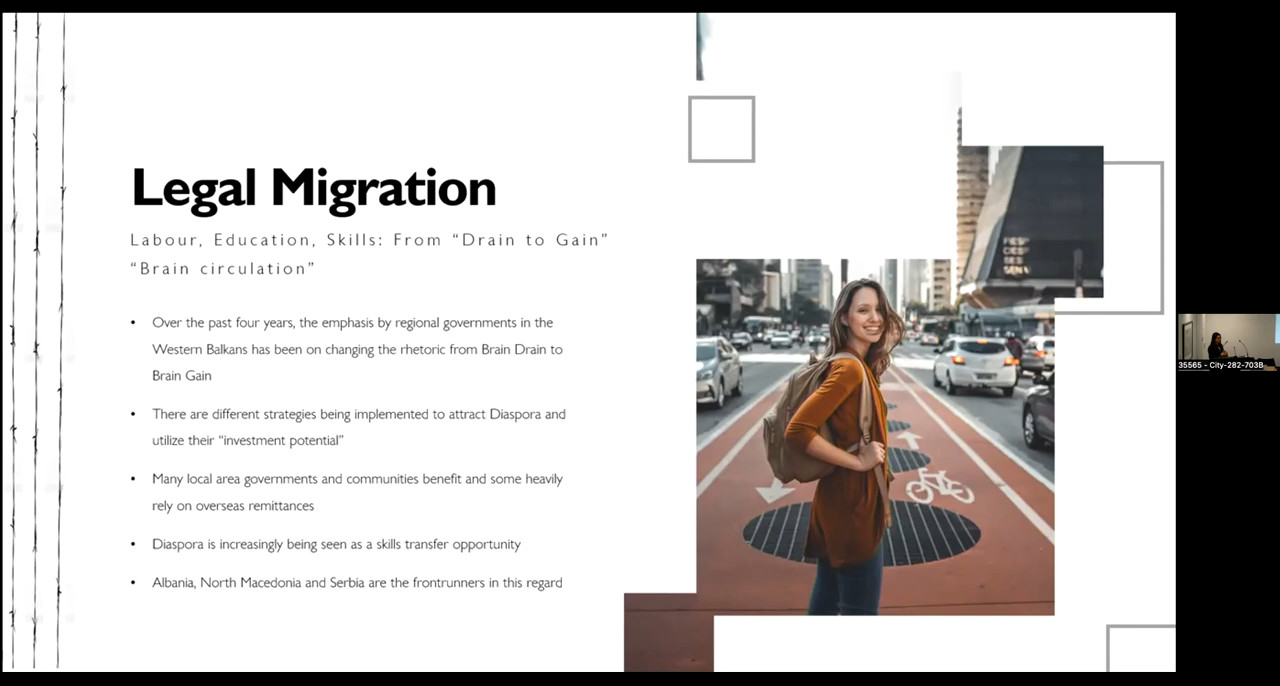 Legal Migration
Labour, Education, Skills: From “Drain to Gain”
“Brain circulation”
• Over the past four years, the emphasis by regional governments in the
Western Balkans has been on changing the rhetoric from Brain Drain to
Brain Gain
• There are different strategies being implemented to attract Diaspora and
utilize their “investment potential”
• Many local area governments and communities benefit and some heavily
rely on overseas remittances
• Diaspora is increasingly being seen as a skills transfer opportunity
• Albania, North Macedonia and Serbia are the frontrunners in this regard
35565 - City-282-703B